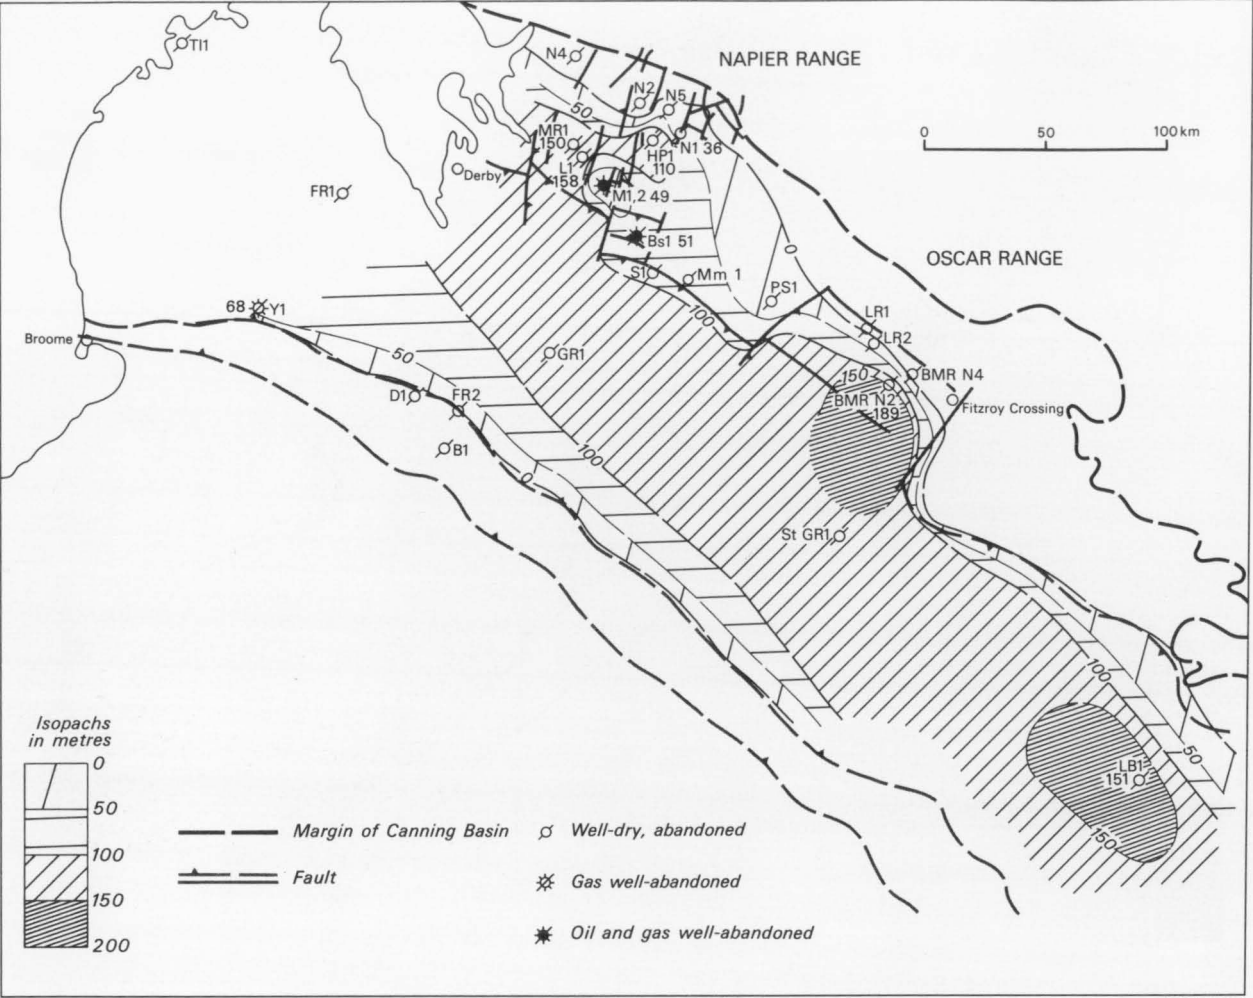 TI1
N4
NAPIER RANGE
N2
N5
50
MR1
150
N1 36
HP1
110
L1
158
Derby
FR1
M1,2 49
0 50 100 km
Bs1 51
0
OSCAR RANGE
S1
Mm 1
PS1
68 Y1
100
LR1
LR2
Broome
50
GR1
150
BMR N4
D1
FR2
BMR N2
189
Fitzroy Crossing
B1
100
0
St GR1
100
50
LB1
151
150
Isopachs
in metres
0
50
100
150
200
Margin of Canning Basin
Fault
Well-dry, abandoned
Gas well-abandoned
Oil and gas well-abandoned